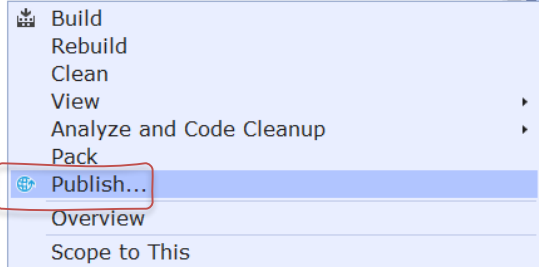 Build
Rebuild
Clean
View
Analyze and Code Cleanup
Pack
Publish...
Overview
Scope to This